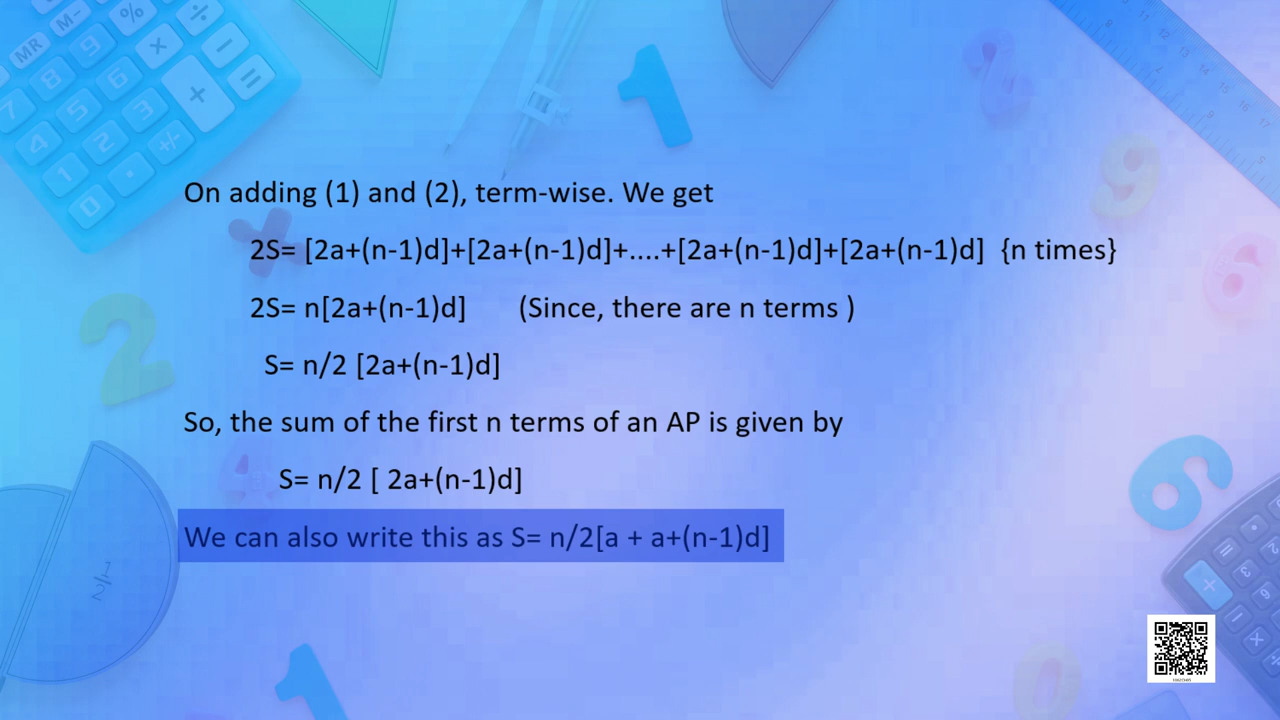 On adding (1) and (2), term-wise. We get
2S= [2a+(n-1)d]+[2a+(n-1)d]+....+[2a+(n-1)d]+[2a+(n-1)d]  {n times}
2S= n[2a+(n-1)d]      (Since, there are n terms )
S= n/2 [2a+(n-1)d]
So, the sum of the first n terms of an AP is given by
S= n/2 [ 2a+(n-1)d]
We can also write this as S= n/2[a + a+(n-1)d]